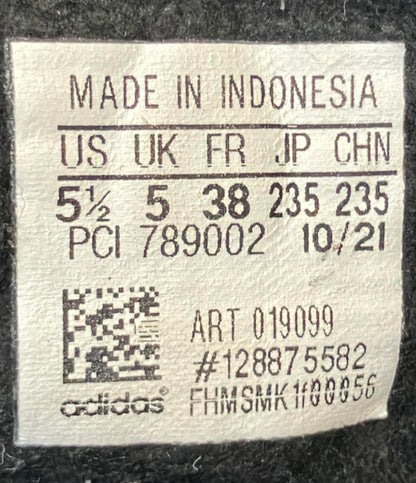 MADE IN INDONESIA
US UK FR JP CHN
5½ 5 38 235 235
PCI 789002 10/21
ART 019099
#128875582
adidas